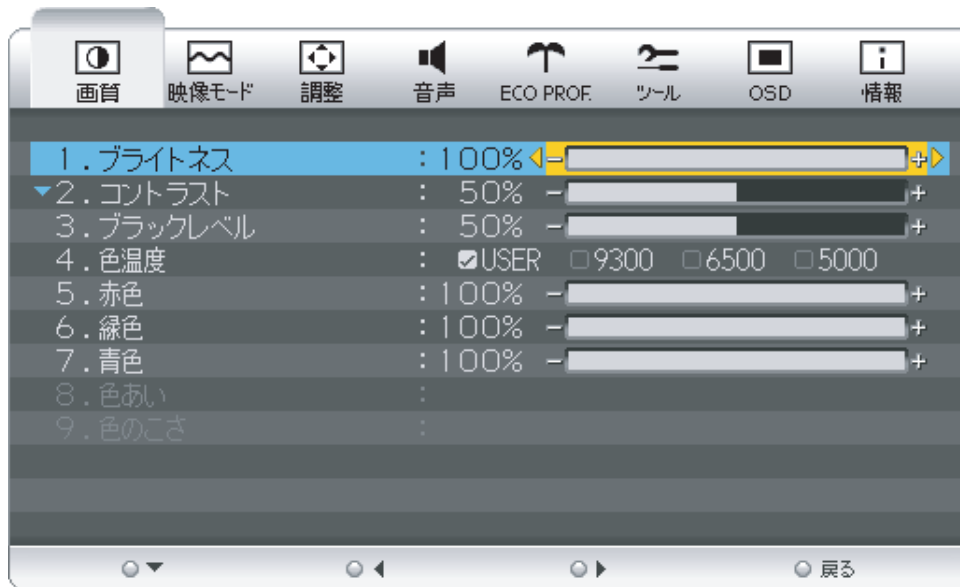 画質 映像モード 調整 音声 ECO PROF. ツール OSD 情報
1.ブライトネス : 100% - +
2.コントラスト : 50% - +
3.ブラックレベル : 50% - +
4.色温度 : USER 9300 6500 5000
5.赤色 : 100% - +
6.緑色 : 100% - +
7.青色 : 100% - +
8.色あい :
9.色のこさ :
戻る